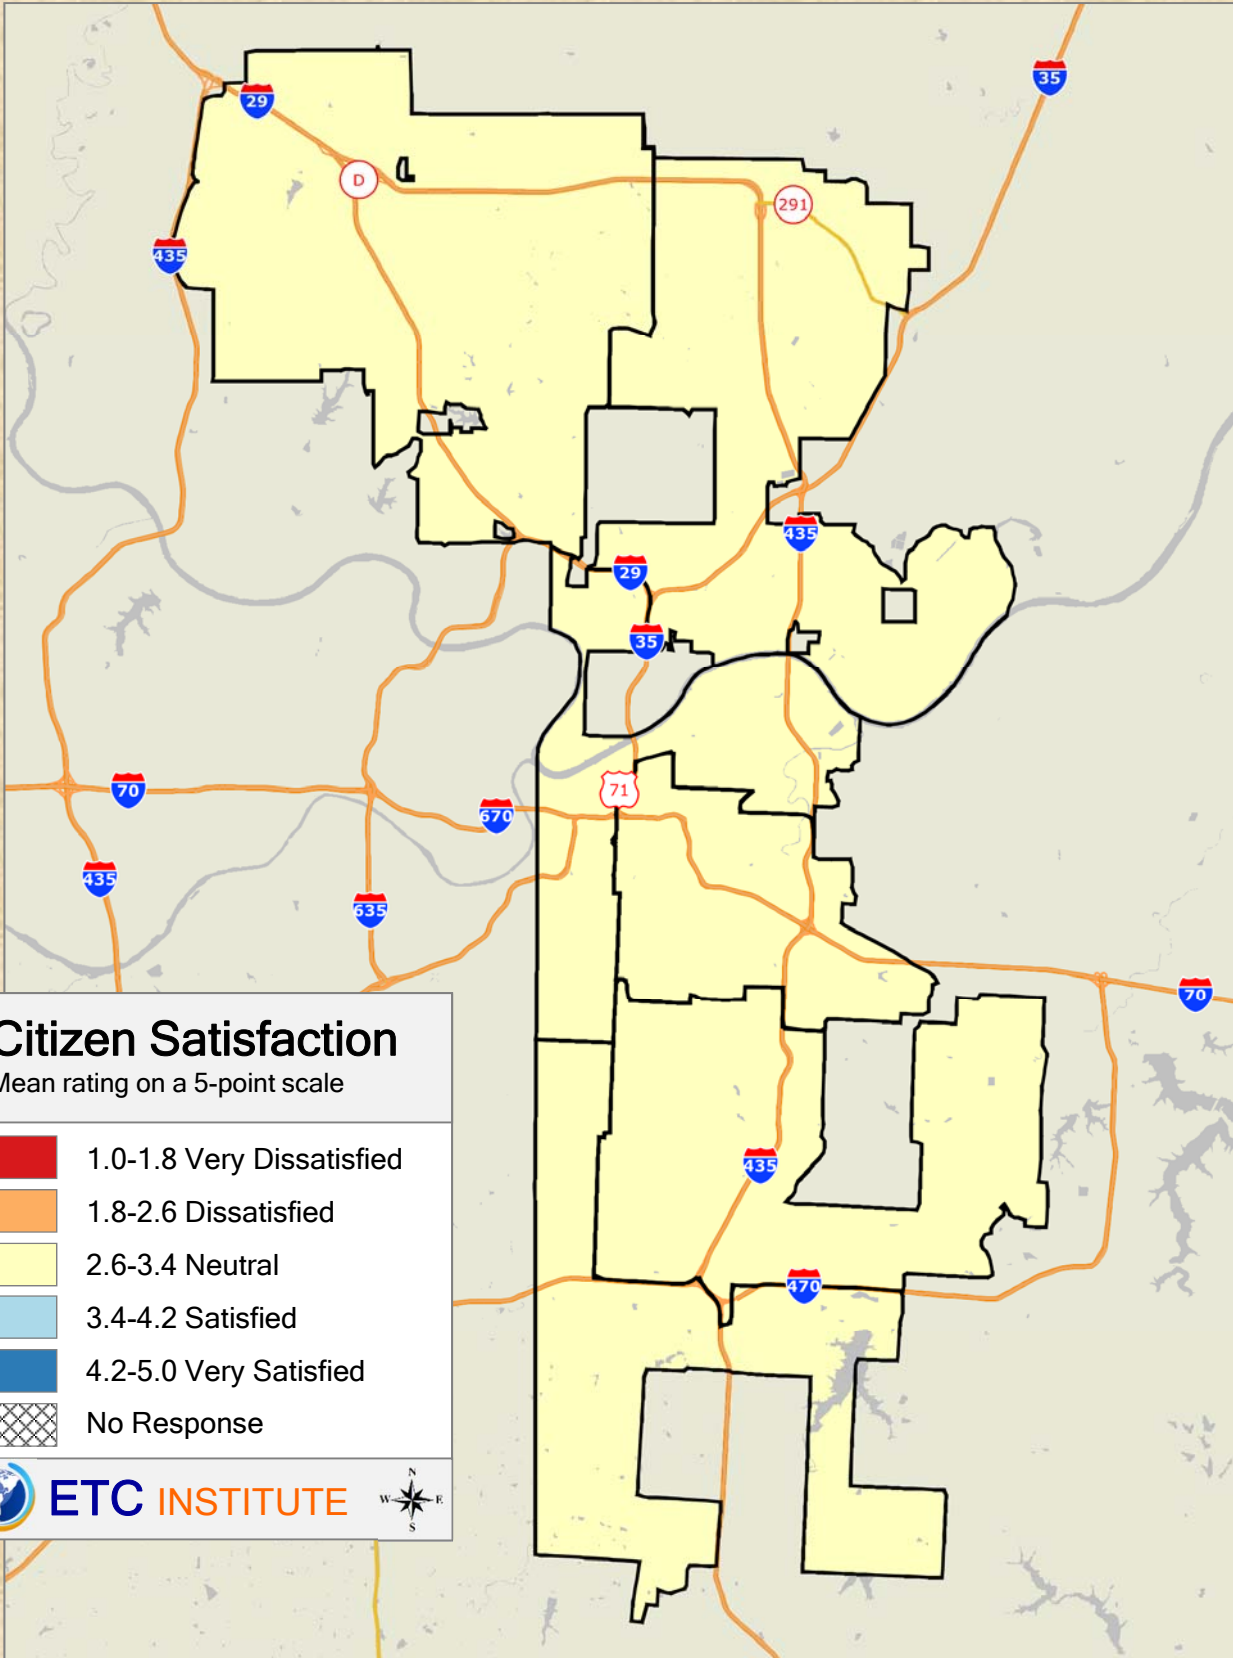 35
29
D
291
435
435
29
35
70
71
670
435
635
70
Citizen Satisfaction
Mean rating on a 5-point scale
1.0-1.8 Very Dissatisfied
435
1.8-2.6 Dissatisfied
2.6-3.4 Neutral
470
3.4-4.2 Satisfied
4.2-5.0 Very Satisfied
No Response
ETC INSTITUTE
N
W E
S